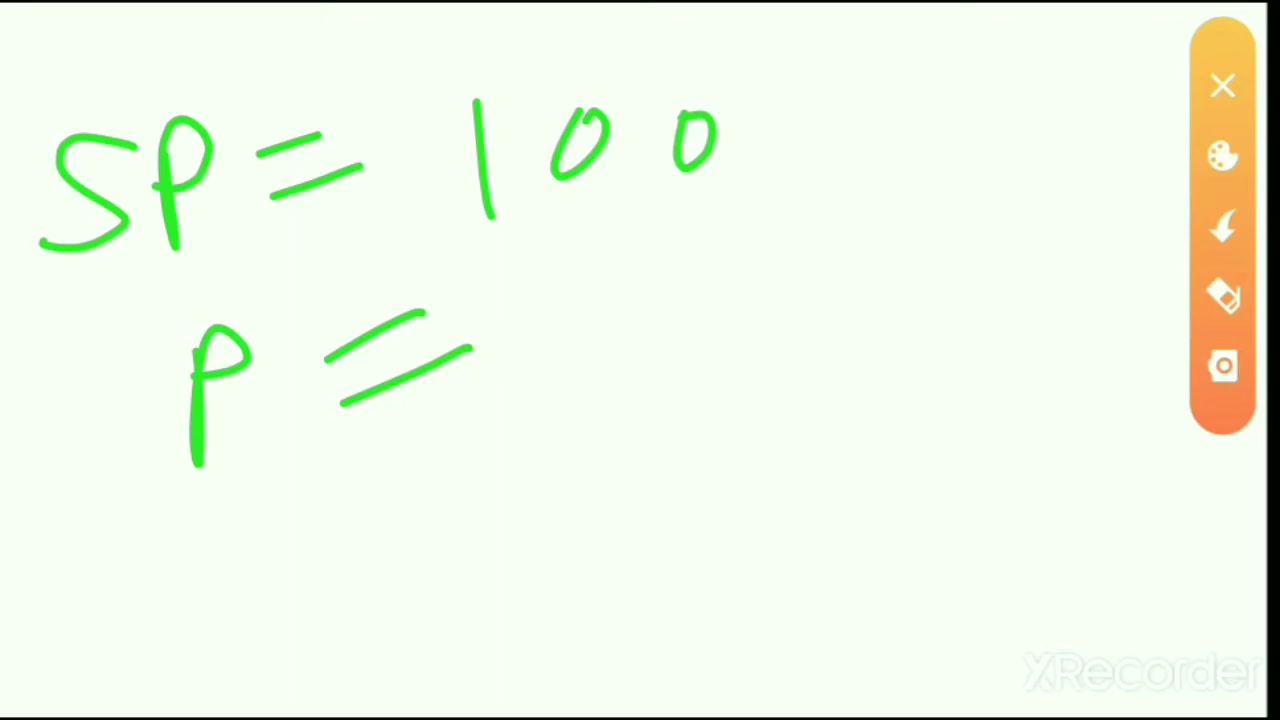 SP = 100
P =
XRecorder